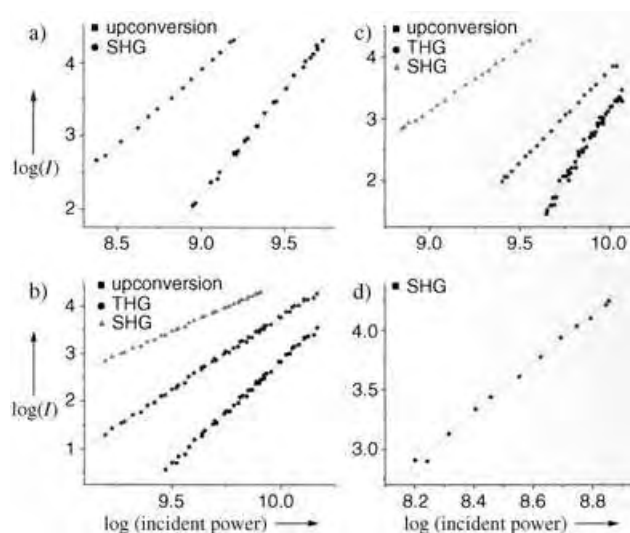 a) ■ upconversion
● SHG
4
3
2
log(I)
8.5 9.0 9.5
c) ■ upconversion
● THG
▲ SHG
4
3
2
9.0 9.5 10.0
b) ■ upconversion
● THG
▲ SHG
4
3
2
1
log(I)
9.5 10.0
log (incident power)
d) ■ SHG
4.0
3.5
3.0
8.2 8.4 8.6 8.8
log (incident power)